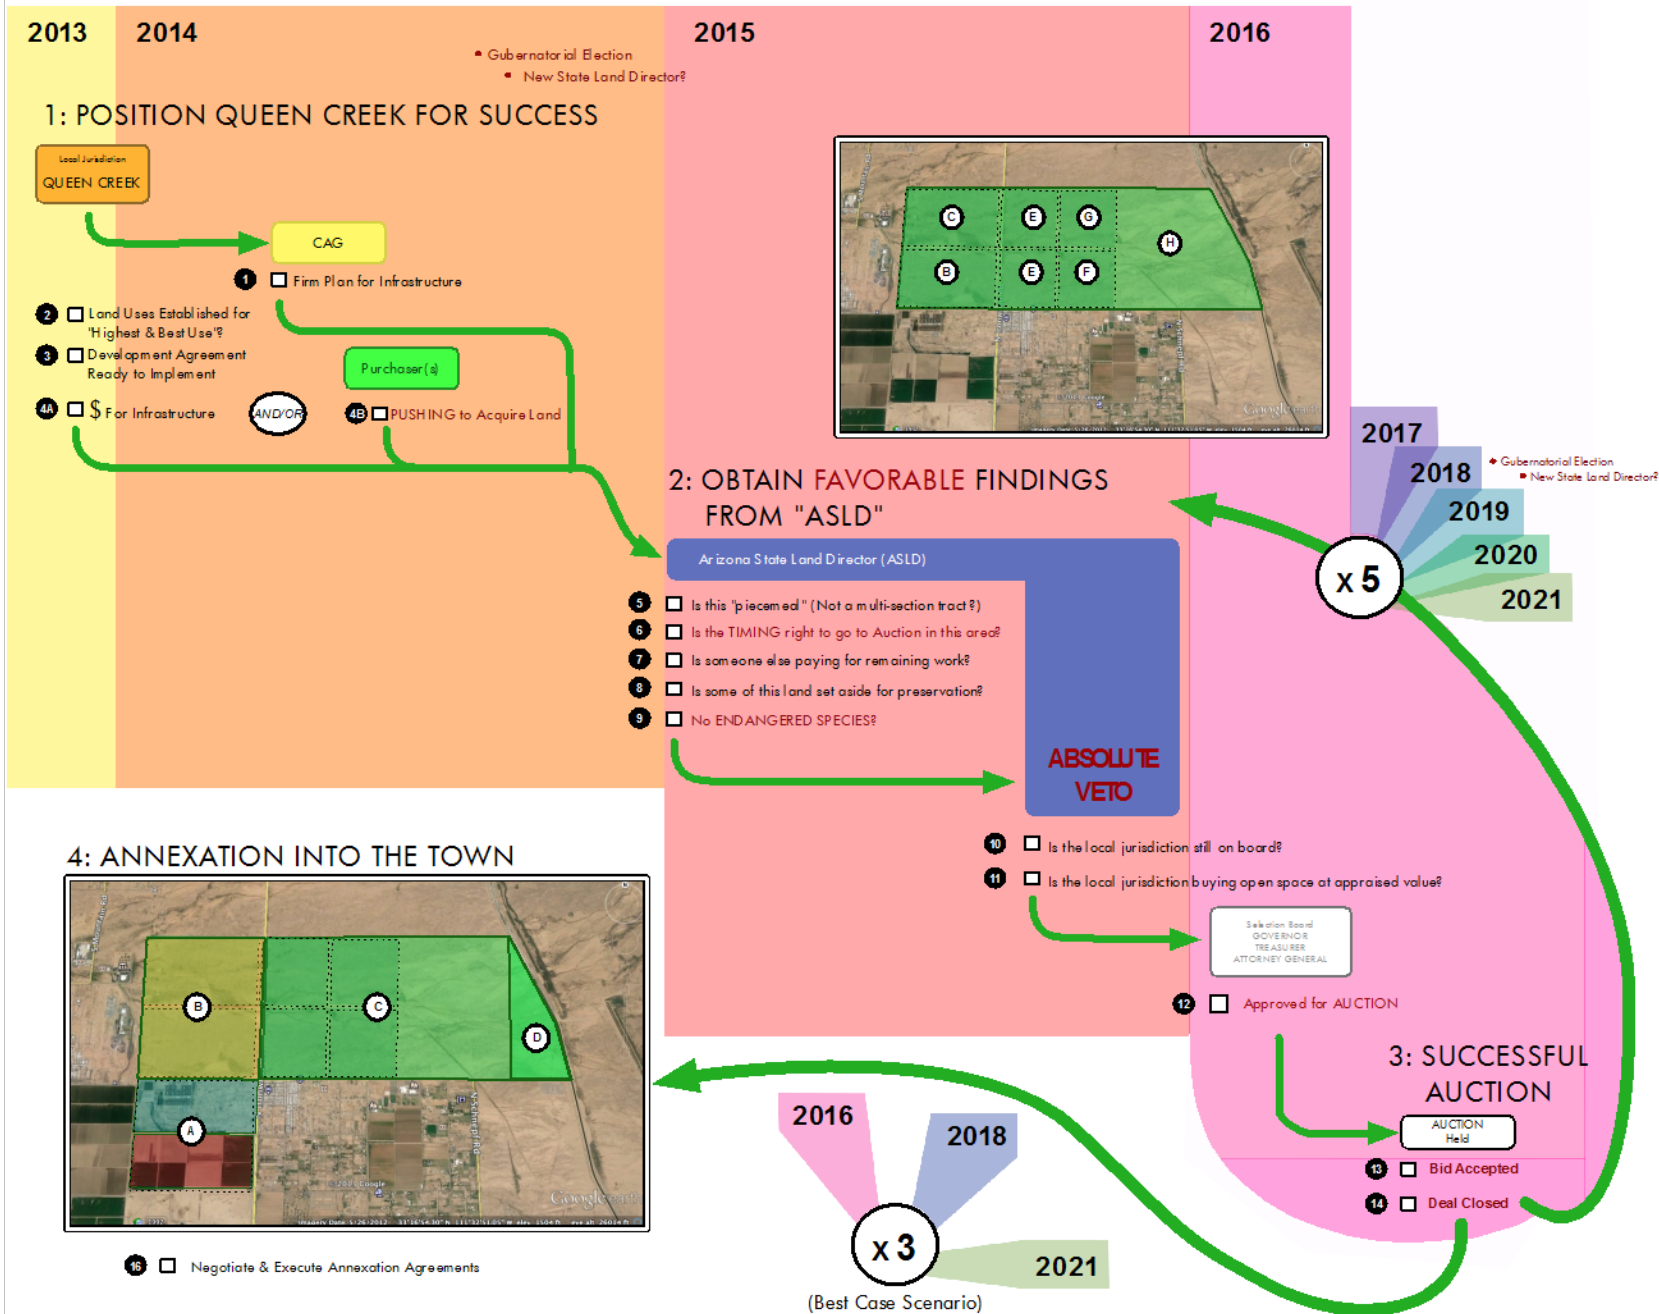 2013
2014
2015
2016
Gubernatorial Election
New State Land Director?
1: POSITION QUEEN CREEK FOR SUCCESS
Local Jurisdiction
QUEEN CREEK
CAG
1
Firm Plan for Infrastructure
2
Land Uses Established for
"Highest & Best Use"?
3
Development Agreement
Ready to Implement
Purchaser(s)
4A
$ For Infrastructure
AND/OR
4B
PUSHING to Acquire Land
C
E
G
H
B
E
F
Google earth
2: OBTAIN FAVORABLE FINDINGS
FROM "ASLD"
Arizona State Land Director (ASLD)
5
Is this "piecemeal" (Not a multi-section tract?)
6
Is the TIMING right to go to Auction in this area?
7
Is someone else paying for remaining work?
8
Is some of this land set aside for preservation?
9
No ENDANGERED SPECIES?
ABSOLUTE
VETO
10
Is the local jurisdiction still on board?
11
Is the local jurisdiction buying open space at appraised value?
Selection Board
GOVERNOR
TREASURER
ATTORNEY GENERAL
12
Approved for AUCTION
2017
2018
Gubernatorial Election
New State Land Director?
2019
2020
2021
x 5
3: SUCCESSFUL
AUCTION
AUCTION
Held
13
Bid Accepted
14
Deal Closed
4: ANNEXATION INTO THE TOWN
B
C
D
A
Google earth
16
Negotiate & Execute Annexation Agreements
2016
2018
x 3
2021
(Best Case Scenario)